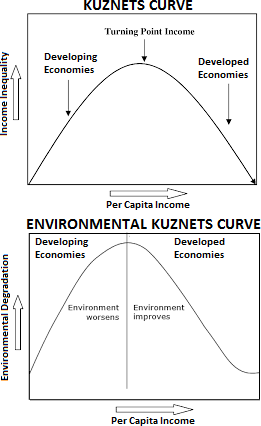 KUZNETS CURVE
Turning Point Income
Developing
Economies
Developed
Economies
Income Inequality
Per Capita Income
ENVIRONMENTAL KUZNETS CURVE
Developing
Economies
Developed
Economies
Environment
worsens
Environment
improves
Environmental Degradation
Per Capita Income